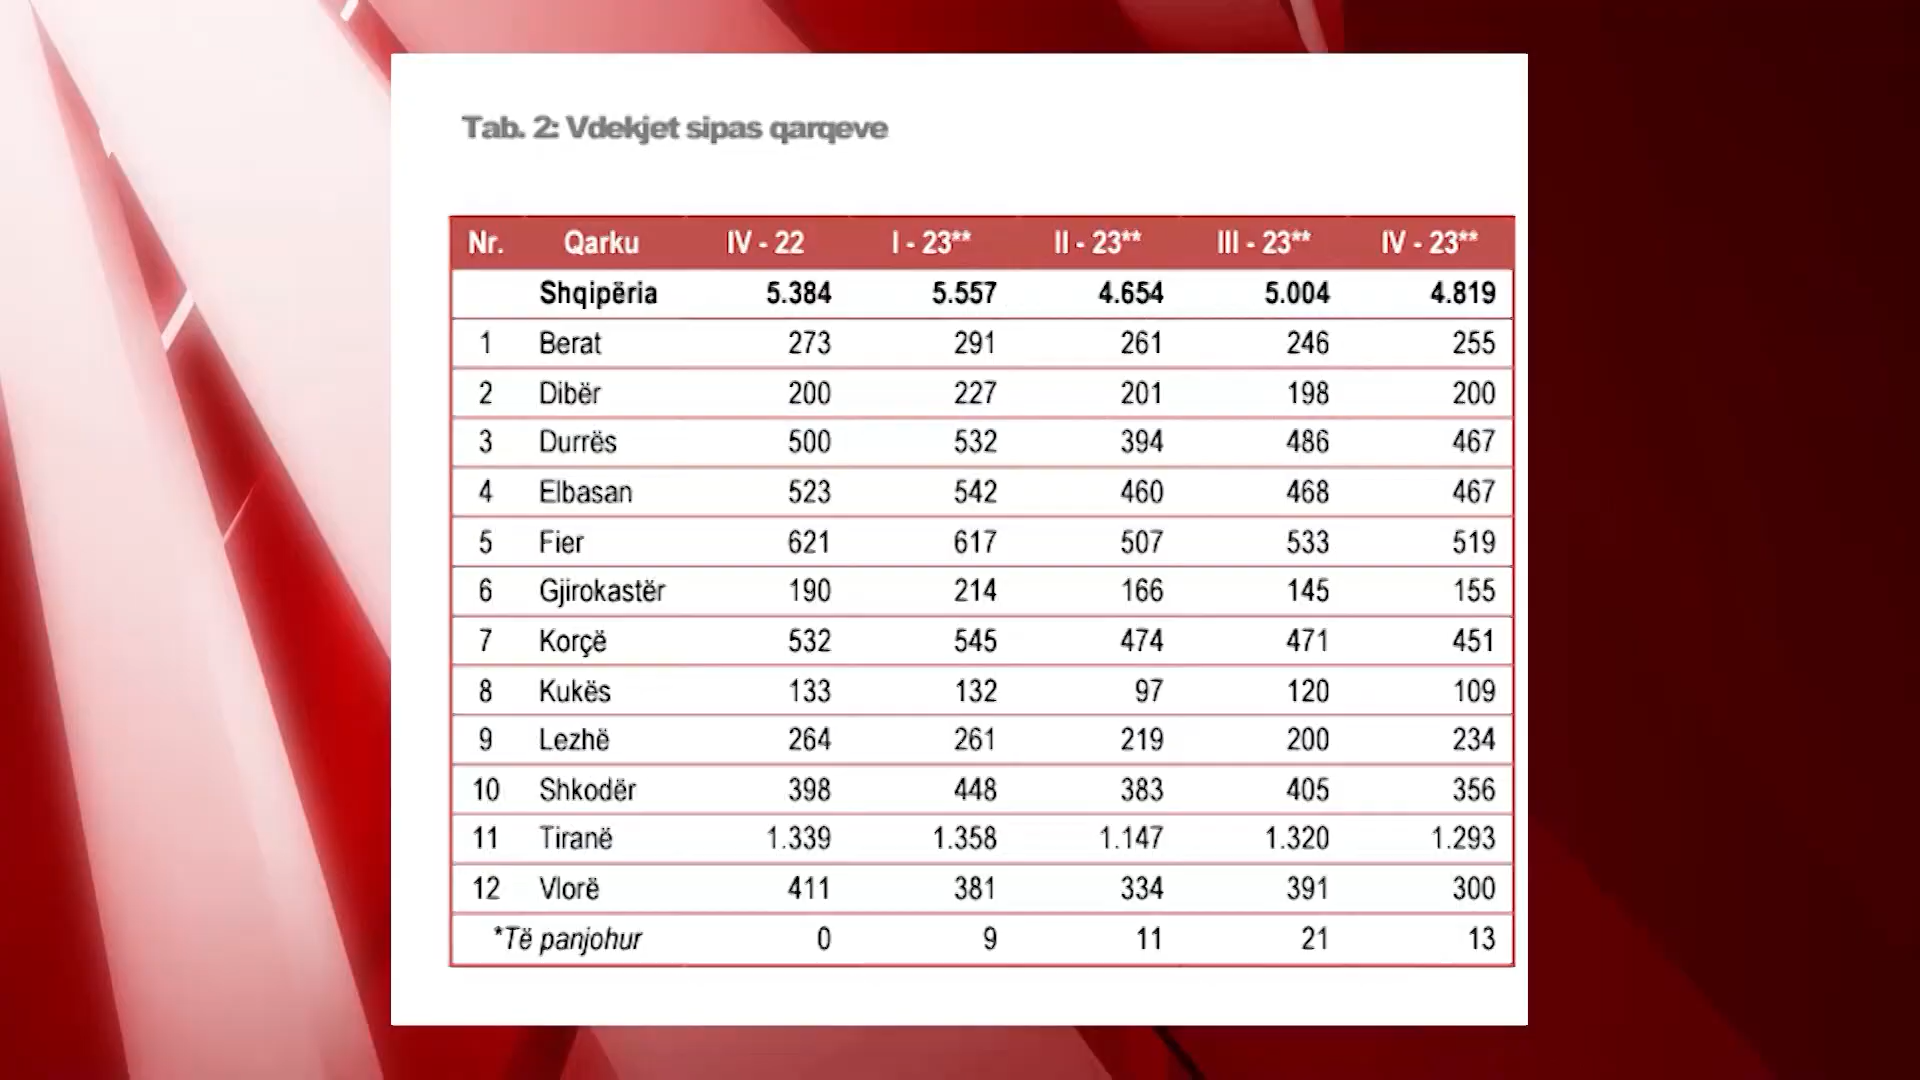 Tab. 2: Vdekjet sipas qarqeve
Nr. Qarku IV - 22 I - 23** II - 23** III - 23** IV - 23**
Shqipëria 5.384 5.557 4.654 5.004 4.819
1 Berat 273 291 261 246 255
2 Dibër 200 227 201 198 200
3 Durrës 500 532 394 486 467
4 Elbasan 523 542 460 468 467
5 Fier 621 617 507 533 519
6 Gjirokastër 190 214 166 145 155
7 Korçë 532 545 474 471 451
8 Kukës 133 132 97 120 109
9 Lezhë 264 261 219 200 234
10 Shkodër 398 448 383 405 356
11 Tiranë 1.339 1.358 1.147 1.320 1.293
12 Vlorë 411 381 334 391 300
*Të panjohur 0 9 11 21 13